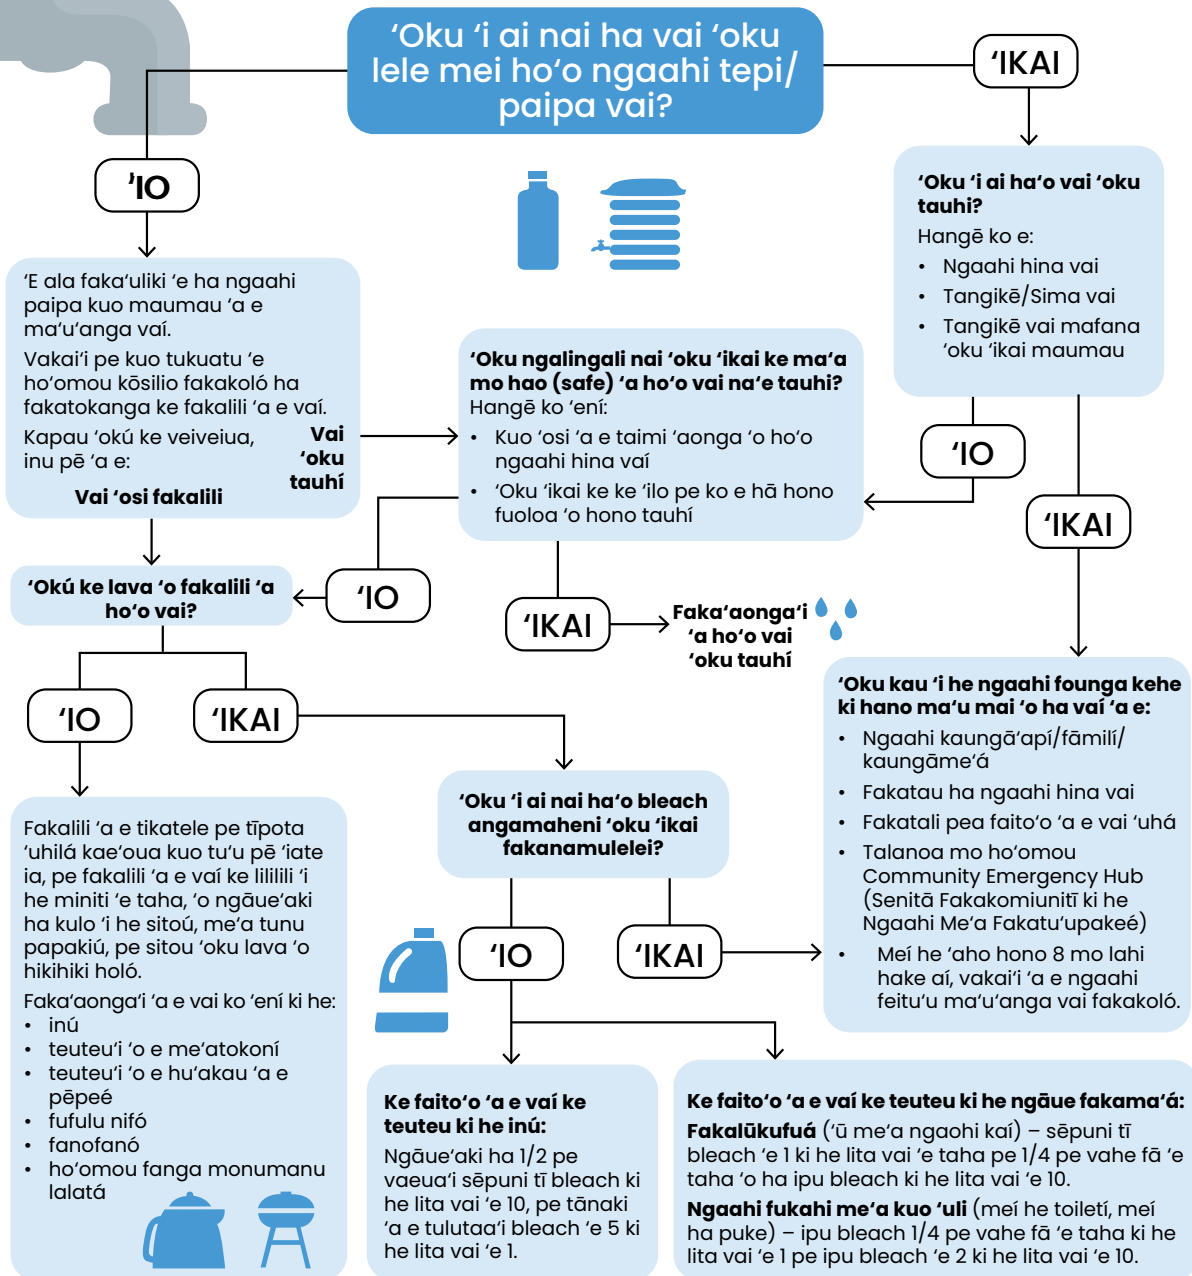 ‘Oku ‘i ai nai ha vai ‘oku
lele mei ho‘o ngaahi tepi/
paipa vai?
‘IKAI
’IO
‘Oku ‘i ai ha‘o vai ‘oku
tauhi?
Hangē ko e:
• Ngaahi hina vai
• Tangikē/Sima vai
• Tangikē vai mafana
‘oku ‘ikai maumau
‘E ala faka‘uliki ‘e ha ngaahi
paipa kuo maumau ‘a e
ma‘u‘anga vaí.
Vakai‘i pe kuo tukuatu ‘e
ho‘omou kōsilio fakakoló ha
fakatokanga ke fakalili ‘a e vaí.
Kapau ‘okú ke veiveiua,
inu pē ‘a e:
Vai ‘osi fakalili
Vai
‘oku
tauhí
‘Oku ngalingali nai ‘oku ‘ikai ke ma‘a
mo hao (safe) ‘a ho‘o vai na‘e tauhi?
Hangē ko ‘ení:
• Kuo ‘osi ‘a e taimi ‘aonga ‘o ho‘o
ngaahi hina vaí
• ‘Oku ‘ikai ke ke ‘ilo pe ko e hā hono
fuoloa ‘o hono tauhí
‘IO
‘IKAI
‘Okú ke lava ‘o fakalili ‘a
ho‘o vai?
‘IO
‘IKAI
Faka‘aonga‘i
‘a ho‘o vai
‘oku tauhí
‘Oku kau ‘i he ngaahi founga kehe
ki hano ma‘u mai ‘o ha vaí ‘a e:
• Ngaahi kaungā‘apí/fāmilí/
kaungāme‘á
• Fakatau ha ngaahi hina vai
• Fakatali pea faito‘o ‘a e vai ‘uhá
• Talanoa mo ho‘omou
Community Emergency Hub
(Senitā Fakakomiunitī ki he
Ngaahi Me‘a Fakatu‘upakeé)
• Meí he ‘aho hono 8 mo lahi
hake aí, vakai‘i ‘a e ngaahi
feitu‘u ma‘u‘anga vai fakakoló.
‘IO
‘IKAI
Fakalili ‘a e tikatele pe tīpota
‘uhilá kae‘oua kuo tu‘u pē ‘iate
ia, pe fakalili ‘a e vaí ke lililili ‘i
he miniti ‘e taha, ‘o ngāue‘aki
ha kulo ‘i he sitoú, me‘a tunu
papakiú, pe sitou ‘oku lava ‘o
hikihiki holó.
Faka‘aonga‘i ‘a e vai ko ‘ení ki he:
• inú
• teuteu‘i ‘o e me‘atokoní
• teuteu‘i ‘o e hu‘akau ‘a e
pēpeé
• fufulu nifó
• fanofanó
• ho‘omou fanga monumanu
lalatá
‘Oku ‘i ai nai ha‘o bleach
angamaheni ‘oku ‘ikai
fakanamulelei?
‘IO
‘IKAI
Ke faito‘o ‘a e vaí ke
teuteu ki he inú:
Ngāue‘aki ha 1/2 pe
vaeua‘i sēpuni tī bleach ki
he lita vai ‘e 10, pe tānaki
‘a e tulutaa‘i bleach ‘e 5 ki
he lita vai ‘e 1.
Ke faito‘o ‘a e vaí ke teuteu ki he ngāue fakama‘á:
Fakalūkufuá (‘ū me‘a ngaohi kaí) – sēpuni tī
bleach ‘e 1 ki he lita vai ‘e taha pe 1/4 pe vahe fā ‘e
taha ‘o ha ipu bleach ki he lita vai ‘e 10.
Ngaahi fukahi me‘a kuo ‘uli (meí he toiletí, meí
ha puke) – ipu bleach 1/4 pe vahe fā ‘e taha ki he
lita vai ‘e 1 pe ipu bleach ‘e 2 ki he lita vai ‘e 10.